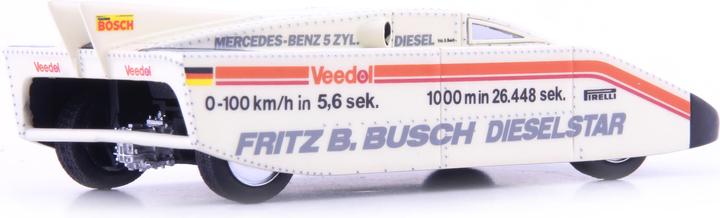 BOSCH
MERCEDES-BENZ 5 ZYL. DIESEL
Veedol
Veedol
Veedol
0-100 km/h in 5,6 sek.
1000 m in 26.448 sek.
PIRELLI
FRITZ B. BUSCH DIESELSTAR